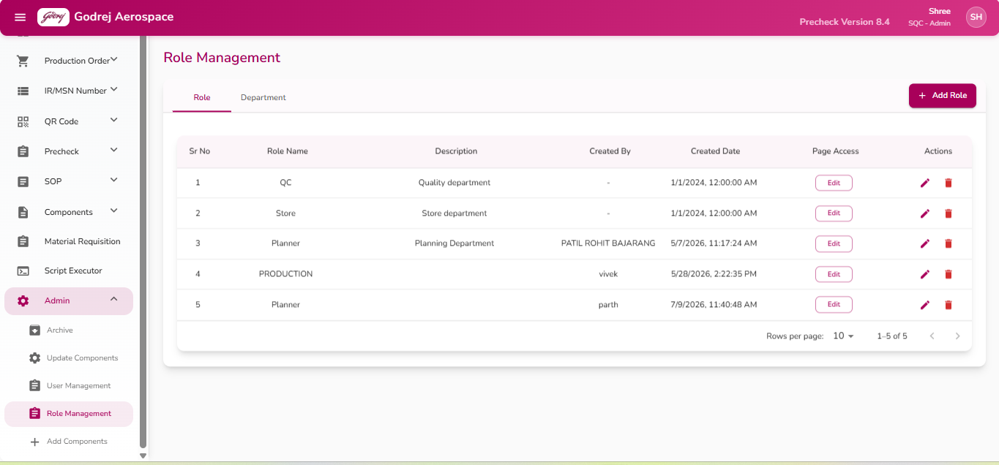 Godrej Godrej Aerospace
Precheck Version 8.4
Shree
SQC - Admin
SH
Production Order
IR/MSN Number
QR Code
Precheck
SOP
Components
Material Requisition
Script Executor
Admin
Archive
Update Components
User Management
Role Management
Add Components
Role Management
Role Department
+ Add Role
Sr No Role Name Description Created By Created Date Page Access Actions
1 QC Quality department - 1/1/2024, 12:00:00 AM Edit
2 Store Store department - 1/1/2024, 12:00:00 AM Edit
3 Planner Planning Department PATIL ROHIT BAJARANG 5/7/2026, 11:17:24 AM Edit
4 PRODUCTION vivek 5/28/2026, 2:22:35 PM Edit
5 Planner parth 7/9/2026, 11:40:48 AM Edit
Rows per page: 10 1–5 of 5